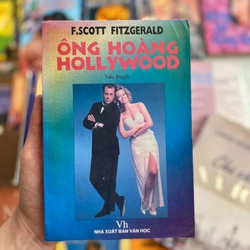 F.SCOTT FITZGERALD
ÔNG HOÀNG
HOLLYWOOD
Tiểu thuyết
Vh
NHÀ XUẤT BẢN VĂN HỌC